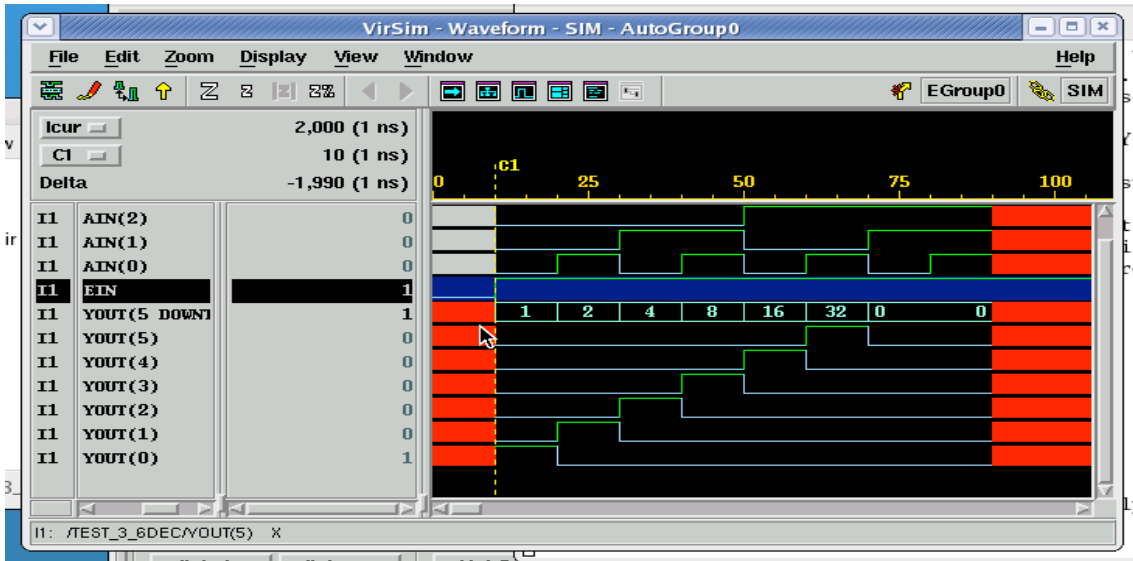 VirSim - Waveform - SIM - AutoGroup0
File Edit Zoom Display View Window Help
Z Z |Z| Z% EGroup0 SIM
Icur 2,000 (1 ns)
C1 10 (1 ns)
Delta -1,990 (1 ns)
C1
0 25 50 75 100
I1 AIN(2) 0
I1 AIN(1) 0
I1 AIN(0) 0
I1 EIN 1
I1 YOUT(5 DOWNT 1 1 2 4 8 16 32 0 0
I1 YOUT(5) 0
I1 YOUT(4) 0
I1 YOUT(3) 0
I1 YOUT(2) 0
I1 YOUT(1) 0
I1 YOUT(0) 1
I1: /TEST_3_6DEC/YOUT(5) X